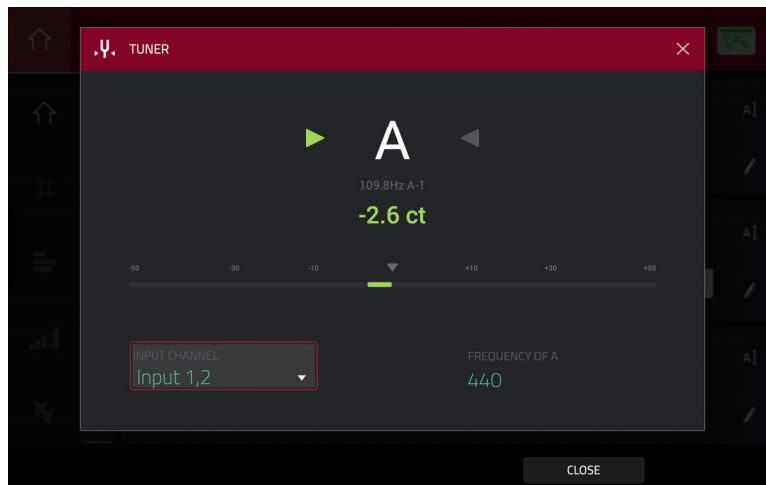 TUNER
A
109.8Hz A-1
-2.6 ct
-50 -30 -10 +10 +30 +50
INPUT CHANNEL
Input 1,2
FREQUENCY OF A
440
CLOSE